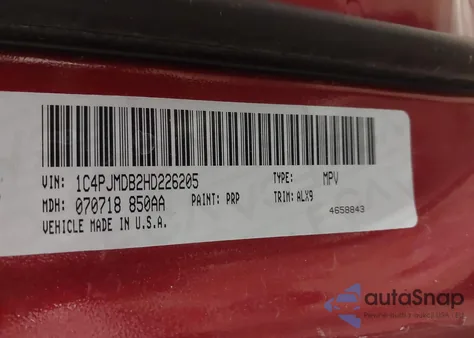 VIN: 1C4PJMDB2HD226205 TYPE: MPV
MDH: 070718 850AA PAINT: PRP TRIM: ALX9
VEHICLE MADE IN U.S.A. 4658843
autoSnap